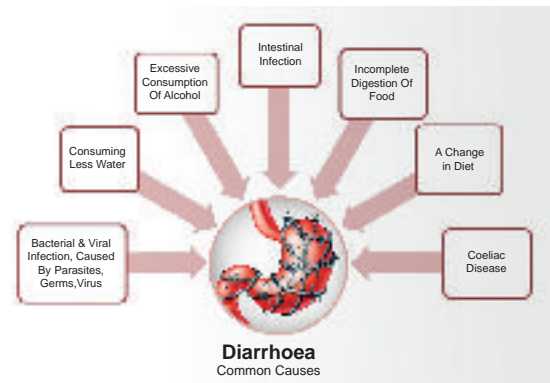 Intestinal
Infection
Excessive
Consumption
Of Alcohol
Incomplete
Digestion Of
Food
Consuming
Less Water
A Change
in Diet
Bacterial & Viral
Infection, Caused
By Parasites,
Germs,Virus
Coeliac
Disease
Diarrhoea
Common Causes